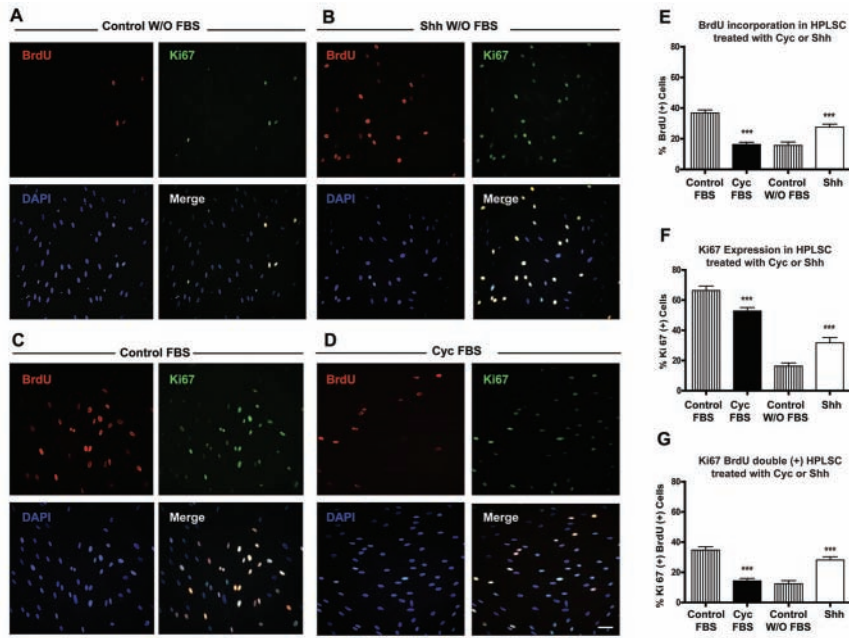 A
Control W/O FBS
BrdU
Ki67
DAPI
Merge
B
Shh W/O FBS
BrdU
Ki67
DAPI
Merge
C
Control FBS
BrdU
Ki67
DAPI
Merge
D
Cyc FBS
BrdU
Ki67
DAPI
Merge
E
BrdU incorporation in HPLSC
treated with Cyc or Shh
% BrdU (+) Cells
80
60
40
20
0
***
***
Control
FBS
Cyc
FBS
Control
W/O FBS
Shh
F
Ki67 Expression in HPLSC
treated with Cyc or Shh
% Ki 67 (+) Cells
80
60
40
20
0
***
***
Control
FBS
Cyc
FBS
Control
W/O FBS
Shh
G
Ki67 BrdU double (+) HPLSC
treated with Cyc or Shh
% Ki 67 (+) BrdU (+) Cells
80
60
40
20
0
***
***
Control
FBS
Cyc
FBS
Control
W/O FBS
Shh